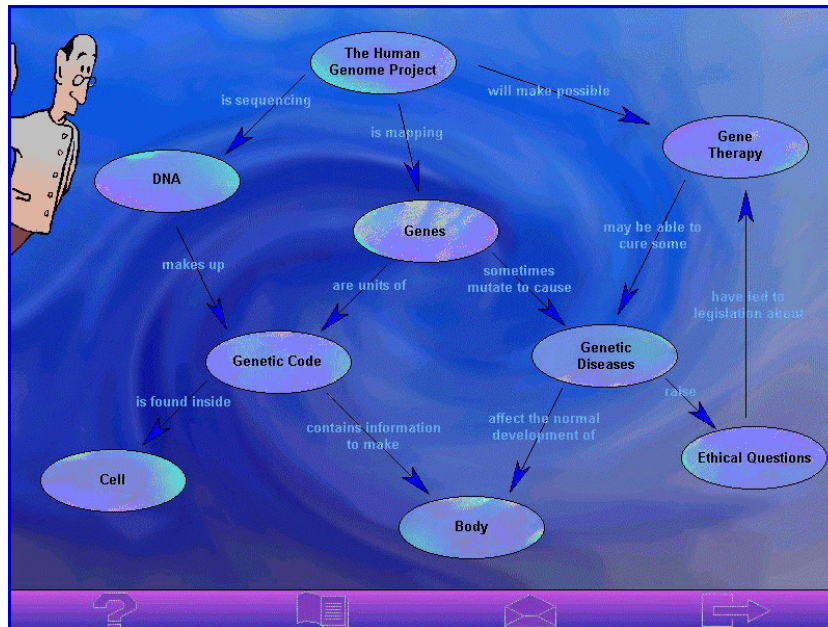 The Human
Genome Project
is sequencing
will make possible
is mapping
Gene
Therapy
DNA
Genes
may be able to
cure some
makes up
are units of
sometimes
mutate to cause
have led to
legislation about
Genetic Code
Genetic
Diseases
is found inside
raise
contains information
to make
affect the normal
development of
Ethical Questions
Cell
Body
?